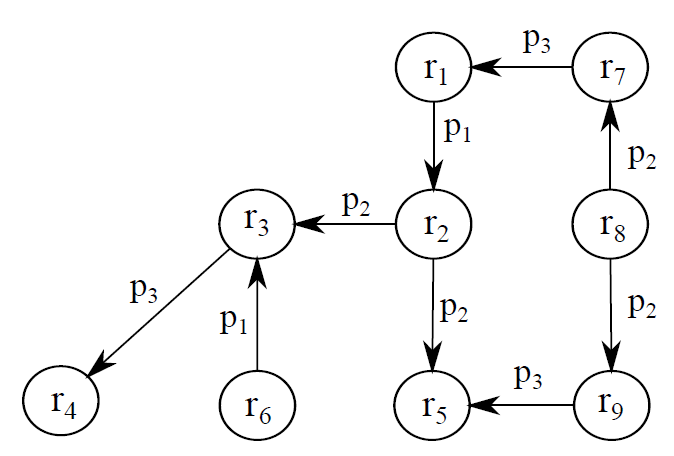 r₁ p₃ r₇
p₁ p₂
r₃ p₂ r₂ r₈
p₃ p₁ p₂ p₂
r₄ r₆ r₅ p₃ r₉